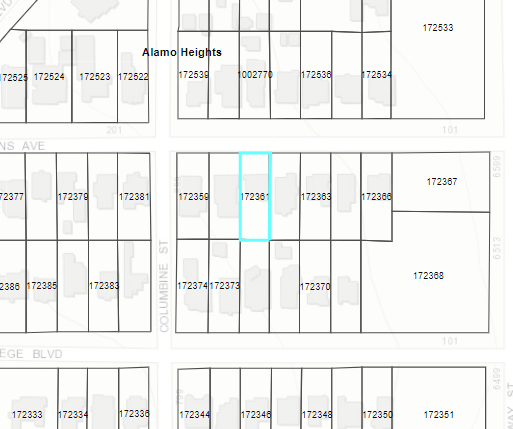 BLVD
172533
Alamo Heights
172525 172524 172523 172522 172539 1002770 172536 172534
201 101
NS AVE
6599
172377 172379 172381 172359 172361 172363 172366 172367
COLUMBINE ST
6513
172386 172385 172383 172374 172373 172370 172368
101
EGE BLVD
6499
172333 172334 172336 172344 172346 172348 172350 172351
WAY ST